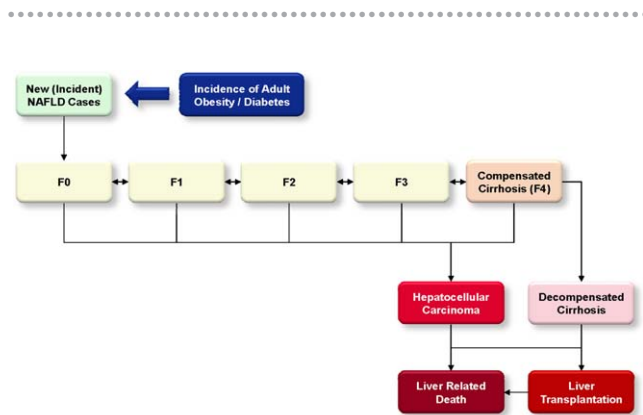 New (Incident)
NAFLD Cases
Incidence of Adult
Obesity / Diabetes
F0
F1
F2
F3
Compensated
Cirrhosis (F4)
Hepatocellular
Carcinoma
Decompensated
Cirrhosis
Liver Related
Death
Liver
Transplantation